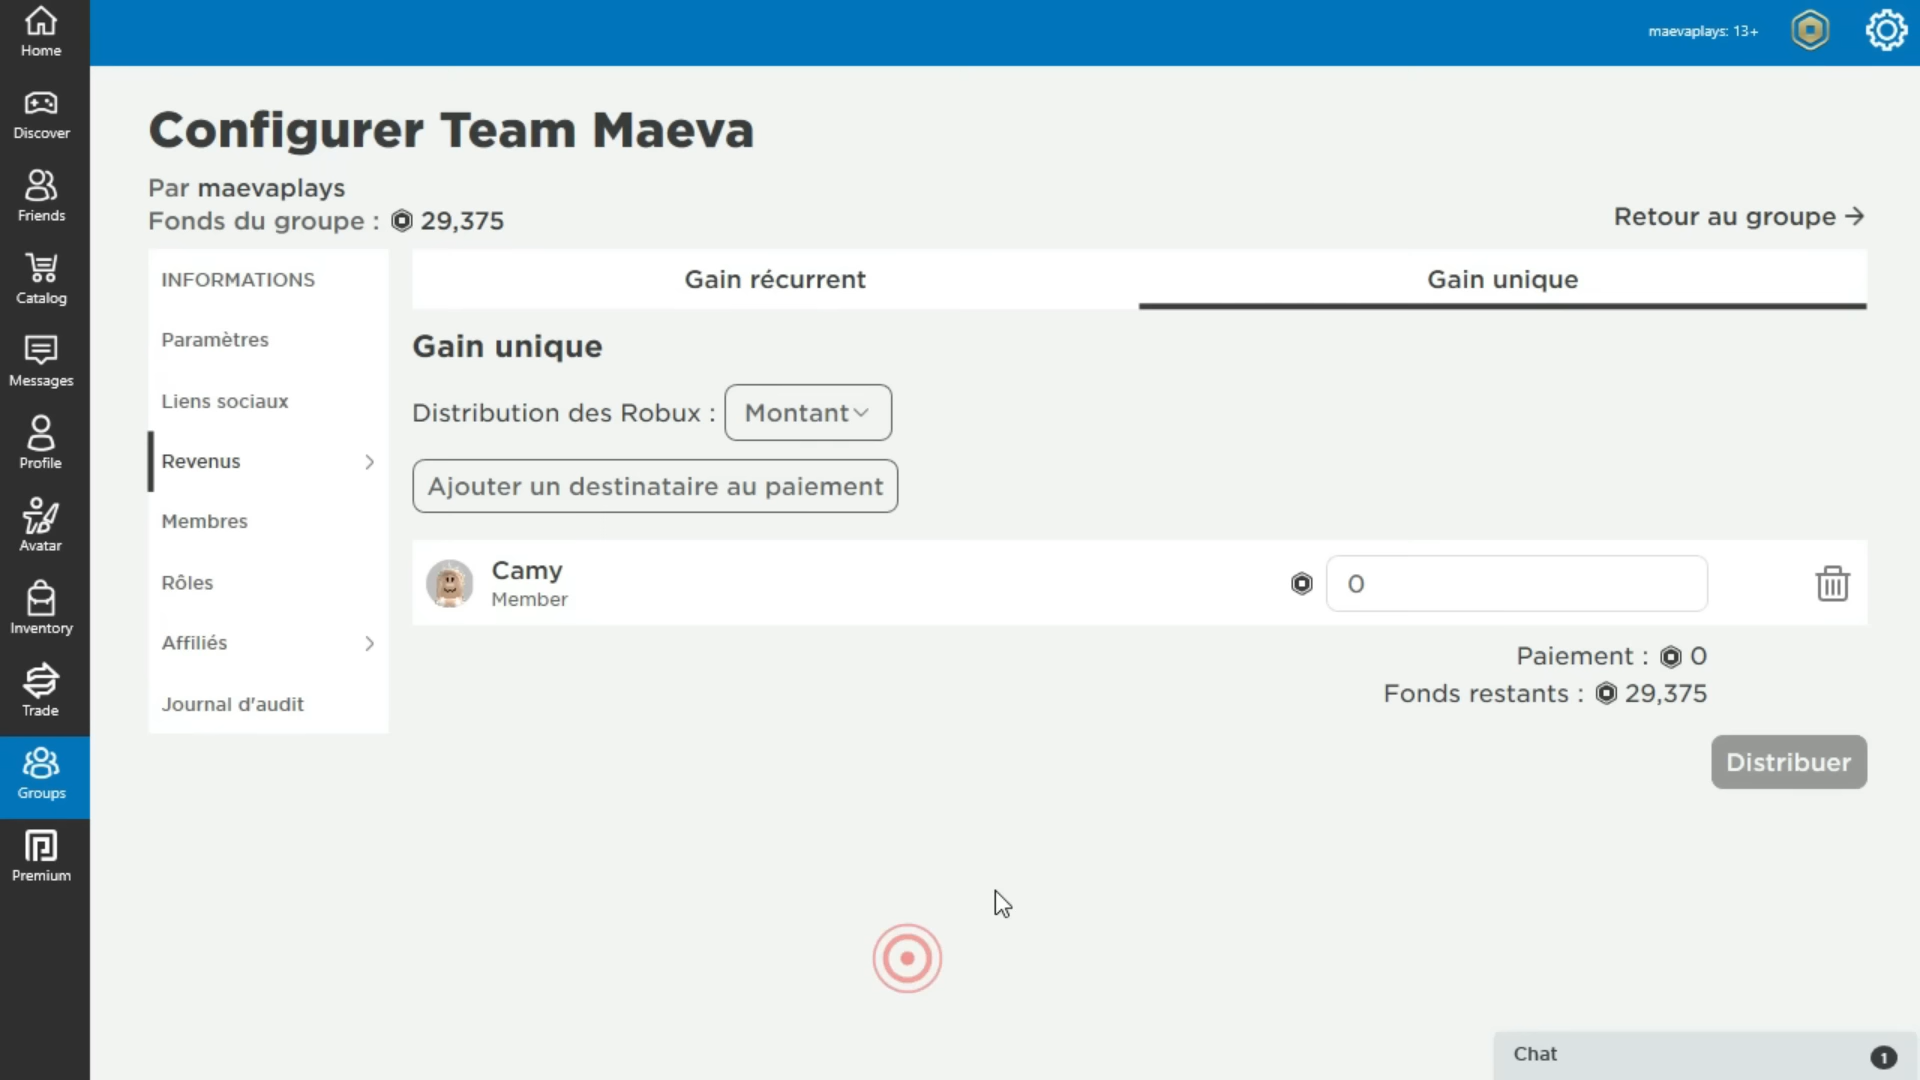 maevaplays: 13+
Home
Discover
Friends
Catalog
Messages
Profile
Avatar
Inventory
Trade
Groups
Premium
Configurer Team Maeva
Par maevaplays
Fonds du groupe : 29,375
Retour au groupe →
INFORMATIONS
Paramètres
Liens sociaux
Revenus
Membres
Rôles
Affiliés
Journal d'audit
Gain récurrent
Gain unique
Gain unique
Distribution des Robux : Montant
Ajouter un destinataire au paiement
Camy
Member
0
Paiement : 0
Fonds restants : 29,375
Distribuer
Chat 1